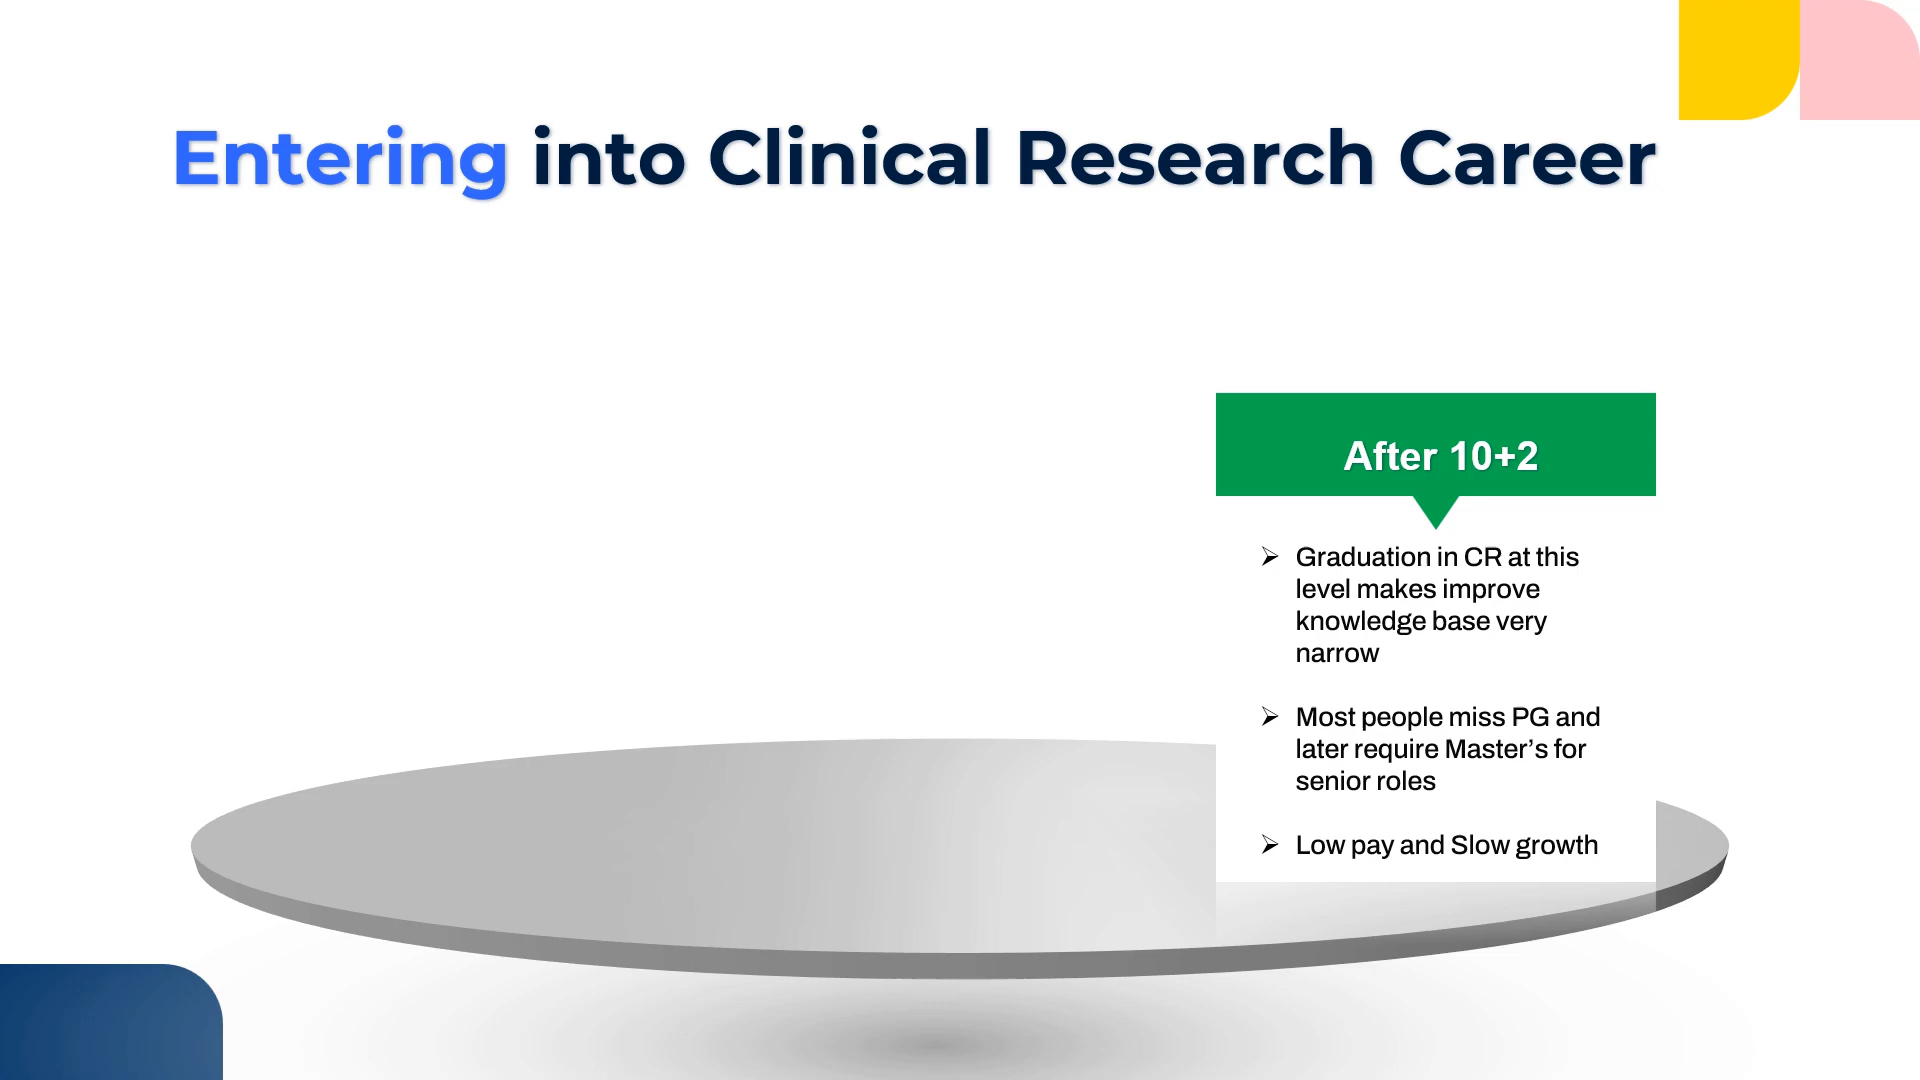 Entering into Clinical Research Career
After 10+2
➢ Graduation in CR at this
level makes improve
knowledge base very
narrow
➢ Most people miss PG and
later require Master’s for
senior roles
➢ Low pay and Slow growth